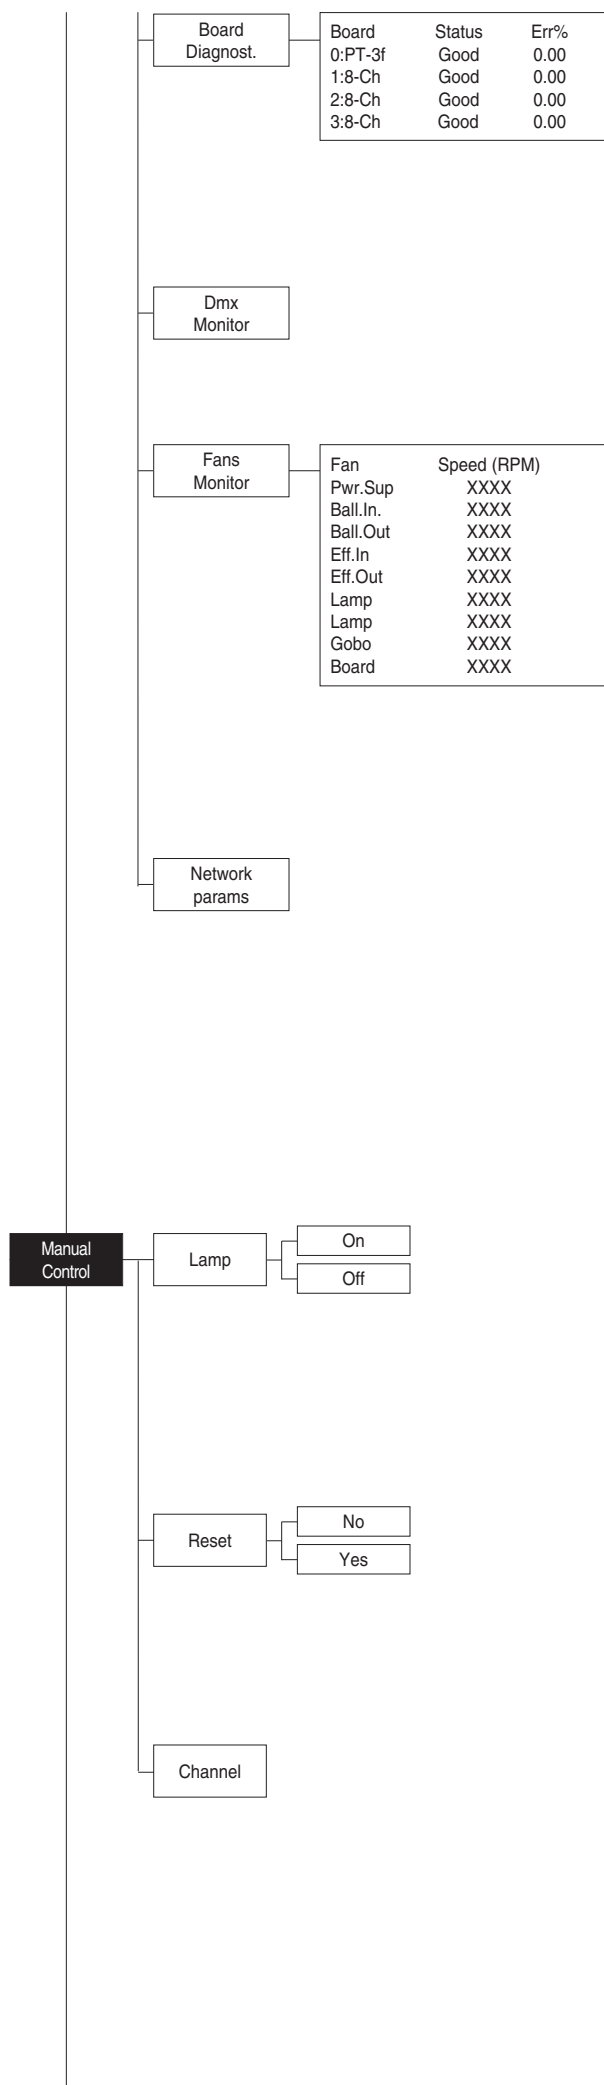 Board
Diagnost.
Board Status Err%
0:PT-3f Good 0.00
1:8-Ch Good 0.00
2:8-Ch Good 0.00
3:8-Ch Good 0.00
Dmx
Monitor
Fans
Monitor
Fan Speed (RPM)
Pwr.Sup XXXX
Ball.In. XXXX
Ball.Out XXXX
Eff.In XXXX
Eff.Out XXXX
Lamp XXXX
Lamp XXXX
Gobo XXXX
Board XXXX
Network
params
Manual
Control
Lamp
On
Off
Reset
No
Yes
Channel